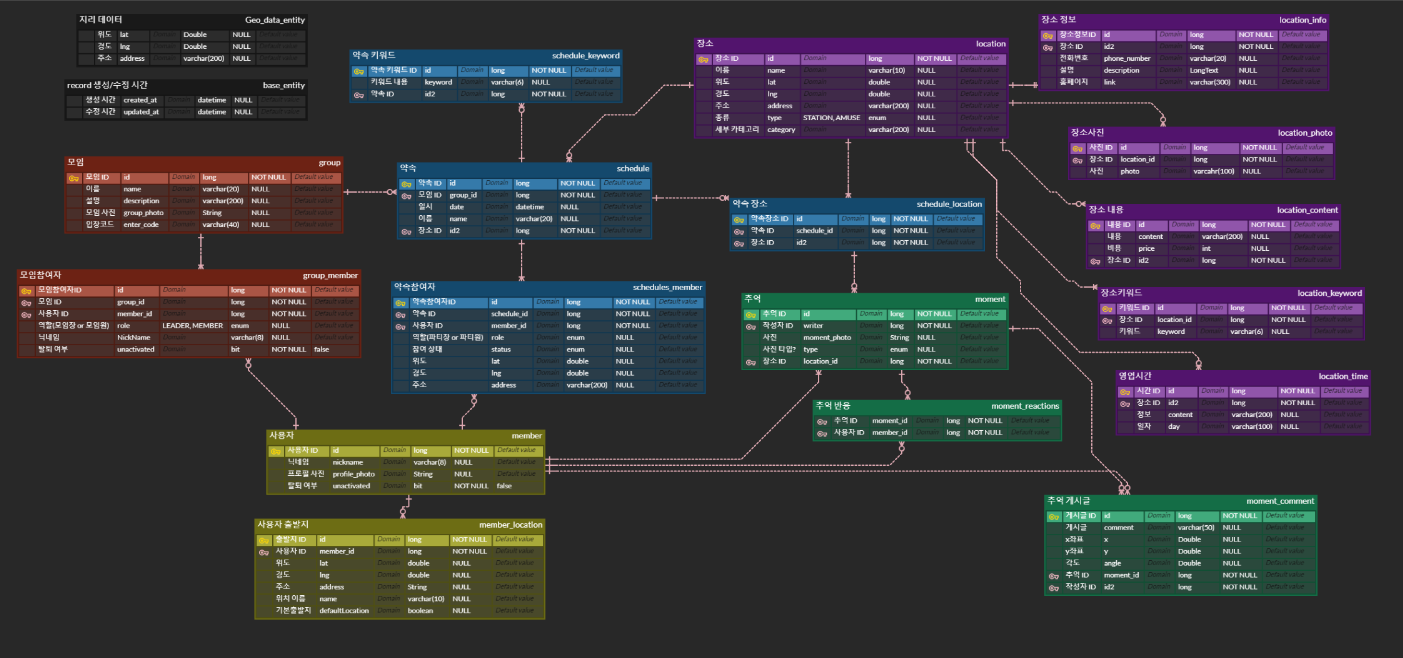 지리 데이터 Geo_data_entity
위도 lat Domain Double NULL Default value
경도 lng Domain Double NULL Default value
주소 address Domain varchar(200) NULL Default value
record 생성/수정 시간 base_entity
생성 시간 created_at Domain datetime NULL Default value
수정 시간 updated_at Domain datetime NULL Default value
약속 키워드 schedule_keyword
약속 키워드 ID id Domain long NOT NULL Default value
키워드 내용 keyword Domain varchar(6) NULL Default value
약속 ID id2 Domain long NOT NULL Default value
장소 location
장소 ID id Domain long NOT NULL Default value
이름 name Domain varchar(10) NULL Default value
위도 lat Domain double NULL Default value
경도 lng Domain double NULL Default value
주소 address Domain varchar(200) NULL Default value
종류 type STATION,AMUSE enum NULL Default value
세부 카테고리 category Domain varchar(200) NULL Default value
장소 정보 location_info
장소정보 ID id Domain long NOT NULL Default value
장소 ID id2 Domain long NOT NULL Default value
전화번호 phone_number Domain varchar(20) NULL Default value
설명 description Domain LongText NULL Default value
홈페이지 link Domain varchar(300) NULL Default value
장소사진 location_photo
사진 ID id Domain long NOT NULL Default value
장소 ID location_id Domain long NOT NULL Default value
사진 photo Domain varcahr(100) NULL Default value
모임 group
모임 ID id Domain long NOT NULL Default value
이름 name Domain varchar(20) NULL Default value
설명 description Domain varchar(200) NULL Default value
모임 사진 group_photo Domain String NULL Default value
입장코드 enter_code Domain varchar(40) NULL Default value
약속 schedule
약속 ID id Domain long NOT NULL Default value
모임 ID group_id Domain long NOT NULL Default value
일시 date Domain datetime NULL Default value
이름 name Domain varchar(20) NULL Default value
장소 ID id2 Domain long NOT NULL Default value
약속 장소 schedule_location
약속장소 ID id Domain long NOT NULL Default value
약속 ID schedule_id Domain long NOT NULL Default value
장소 ID id2 Domain long NOT NULL Default value
장소 내용 location_content
내용 ID id Domain long NOT NULL Default value
내용 content Domain varchar(200) NULL Default value
비용 price Domain int NULL Default value
장소 ID id2 Domain long NOT NULL Default value
모임참여자 group_member
모임참여자ID id Domain long NOT NULL Default value
모임 ID group_id Domain long NOT NULL Default value
사용자 ID member_id Domain long NOT NULL Default value
역할(모임장 or 모임원) role LEADER,MEMBER enum NULL Default value
닉네임 NickName Domain varchar(8) NULL Default value
탈퇴 여부 unactivated Domain bit NOT NULL false
약속참여자 schedules_member
약속참여자ID id Domain long NOT NULL Default value
약속 ID schedule_id Domain long NOT NULL Default value
사용자 ID member_id Domain long NOT NULL Default value
역할(파티장 or 파티원) role Domain enum NULL Default value
참여 상태 status Domain enum NULL Default value
위도 lat Domain double NULL Default value
경도 lng Domain double NULL Default value
주소 address Domain varchar(200) NULL Default value
추억 moment
추억 ID id Domain long NOT NULL Default value
작성자 ID writer Domain long NOT NULL Default value
사진 moment_photo Domain String NULL Default value
사진 타입? type Domain enum NULL Default value
장소 ID location_id Domain long NOT NULL Default value
장소키워드 location_keyword
키워드 ID id Domain long NOT NULL Default value
장소 ID location_id Domain long NOT NULL Default value
키워드 keyword Domain varchar(6) NULL Default value
영업시간 location_time
시간 ID id Domain long NOT NULL Default value
장소 ID id2 Domain long NOT NULL Default value
정보 content Domain varchar(200) NULL Default value
일자 day Domain varchar(100) NULL Default value
추억 반응 moment_reactions
추억 ID moment_id Domain long NOT NULL Default value
사용자 ID member_id Domain long NOT NULL Default value
사용자 member
사용자 ID id Domain long NOT NULL Default value
닉네임 nickname Domain varchar(8) NULL Default value
프로필 사진 profile_photo Domain String NULL Default value
탈퇴 여부 unactivated Domain bit NOT NULL false
추억 게시글 moment_comment
게시글 ID id Domain long NOT NULL Default value
게시글 comment Domain varchar(50) NULL Default value
x좌표 x Domain Double NULL Default value
y좌표 y Domain Double NULL Default value
각도 angle Domain Double NULL Default value
추억 ID moment_id Domain long NOT NULL Default value
작성자 ID id2 Domain long NOT NULL Default value
사용자 출발지 member_location
출발지 ID id Domain long NOT NULL Default value
사용자 ID member_id Domain long NOT NULL Default value
위도 lat Domain double NULL Default value
경도 lng Domain double NULL Default value
주소 address Domain String NULL Default value
위치 이름 name Domain varchar(10) NULL Default value
기본출발지 defaultLocation Domain boolean NULL Default value